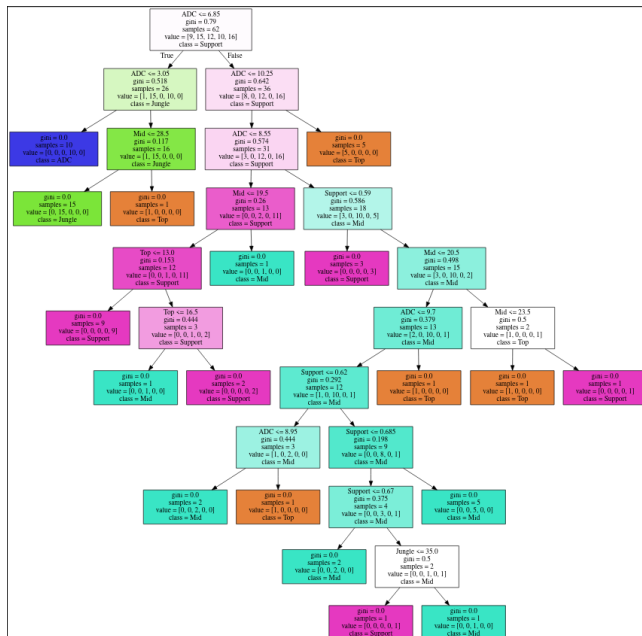 ADC <= 6.85
gini = 0.79
samples = 62
value = [9, 15, 12, 10, 16]
class = Support
True
False
ADC <= 3.05
gini = 0.518
samples = 26
value = [1, 15, 0, 10, 0]
class = Jungle
ADC <= 10.25
gini = 0.642
samples = 36
value = [8, 0, 12, 0, 16]
class = Support
gini = 0.0
samples = 10
value = [0, 0, 0, 10, 0]
class = ADC
Mid <= 28.5
gini = 0.117
samples = 16
value = [1, 15, 0, 0, 0]
class = Jungle
ADC <= 8.55
gini = 0.574
samples = 31
value = [3, 0, 12, 0, 16]
class = Support
gini = 0.0
samples = 5
value = [5, 0, 0, 0, 0]
class = Top
gini = 0.0
samples = 15
value = [0, 15, 0, 0, 0]
class = Jungle
gini = 0.0
samples = 1
value = [1, 0, 0, 0, 0]
class = Top
Mid <= 19.5
gini = 0.26
samples = 13
value = [0, 0, 2, 0, 11]
class = Support
Support <= 0.59
gini = 0.586
samples = 18
value = [3, 0, 10, 0, 5]
class = Mid
Top <= 13.0
gini = 0.153
samples = 12
value = [0, 0, 1, 0, 11]
class = Support
gini = 0.0
samples = 1
value = [0, 0, 1, 0, 0]
class = Mid
gini = 0.0
samples = 3
value = [0, 0, 0, 0, 3]
class = Support
Mid <= 20.5
gini = 0.498
samples = 15
value = [3, 0, 10, 0, 2]
class = Mid
gini = 0.0
samples = 9
value = [0, 0, 0, 0, 9]
class = Support
Top <= 16.5
gini = 0.444
samples = 3
value = [0, 0, 1, 0, 2]
class = Support
ADC <= 9.7
gini = 0.379
samples = 13
value = [2, 0, 10, 0, 1]
class = Mid
Mid <= 23.5
gini = 0.5
samples = 2
value = [1, 0, 0, 0, 1]
class = Top
gini = 0.0
samples = 1
value = [0, 0, 1, 0, 0]
class = Mid
gini = 0.0
samples = 2
value = [0, 0, 0, 0, 2]
class = Support
Support <= 0.62
gini = 0.292
samples = 12
value = [1, 0, 10, 0, 1]
class = Mid
gini = 0.0
samples = 1
value = [1, 0, 0, 0, 0]
class = Top
gini = 0.0
samples = 1
value = [1, 0, 0, 0, 0]
class = Top
gini = 0.0
samples = 1
value = [0, 0, 0, 0, 1]
class = Support
ADC <= 8.95
gini = 0.444
samples = 3
value = [1, 0, 2, 0, 0]
class = Mid
Support <= 0.685
gini = 0.198
samples = 9
value = [0, 0, 8, 0, 1]
class = Mid
gini = 0.0
samples = 2
value = [0, 0, 2, 0, 0]
class = Mid
gini = 0.0
samples = 1
value = [1, 0, 0, 0, 0]
class = Top
Support <= 0.67
gini = 0.375
samples = 4
value = [0, 0, 3, 0, 1]
class = Mid
gini = 0.0
samples = 5
value = [0, 0, 5, 0, 0]
class = Mid
gini = 0.0
samples = 2
value = [0, 0, 2, 0, 0]
class = Mid
Jungle <= 35.0
gini = 0.5
samples = 2
value = [0, 0, 1, 0, 1]
class = Mid
gini = 0.0
samples = 1
value = [0, 0, 0, 0, 1]
class = Support
gini = 0.0
samples = 1
value = [0, 0, 1, 0, 0]
class = Mid